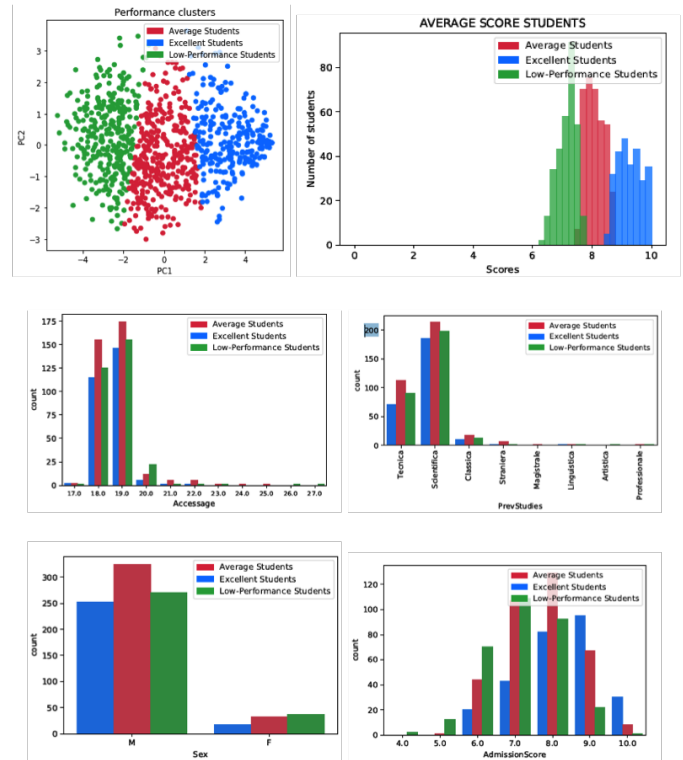 Performance clusters
Average Students
Excellent Students
Low-Performance Students
PC2
3
2
1
0
−1
−2
−3
−4 −2 0 2 4
PC1
AVERAGE SCORE STUDENTS
Average Students
Excellent Students
Low-Performance Students
Number of students
80
60
40
20
0
0 2 4 6 8 10
Scores
Average Students
Excellent Students
Low-Performance Students
count
175
150
125
100
75
50
25
0
17.0 18.0 19.0 20.0 21.0 22.0 23.0 24.0 25.0 26.0 27.0
Accessage
Average Students
Excellent Students
Low-Performance Students
count
200
150
100
50
0
Tecnica
Scientifica
Classica
Straniera
Magistrale
Linguistica
Artistica
Professionale
PrevStudies
Average Students
Excellent Students
Low-Performance Students
count
300
250
200
150
100
50
0
M F
Sex
Average Students
Excellent Students
Low-Performance Students
count
120
100
80
60
40
20
0
4.0 5.0 6.0 7.0 8.0 9.0 10.0
AdmissionScore